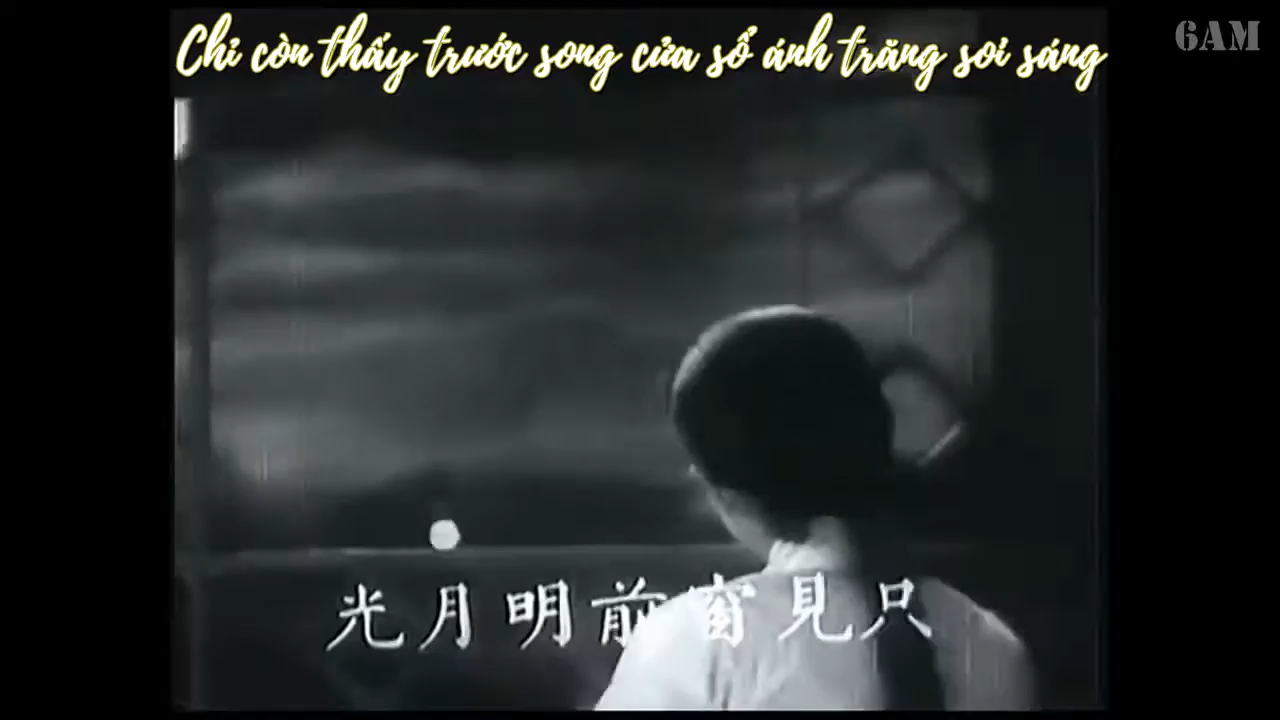 Chỉ còn thấy trước song cửa sổ ánh trăng soi sáng
6AM
只見窗前明月光